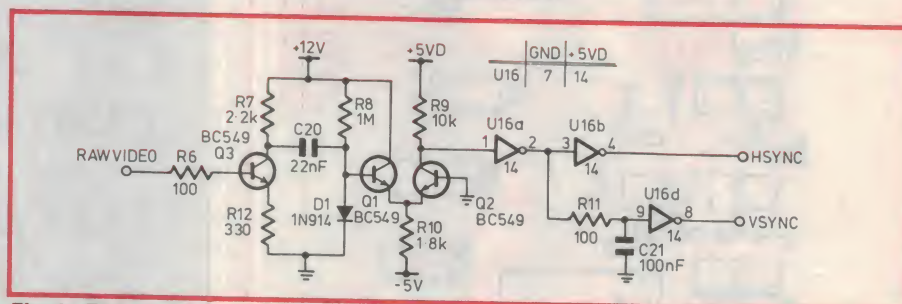 +12V
+5VD
GND +5VD
U16 7 14
R7
2·2k
R8
1M
R9
10k
BC549
Q3
C20
22nF
U16a
1 2
14
U16b
3 4
14
HSYNC
RAWVIDEO
R6
100
Q1
BC549
Q2
BC549
D1
1N914
R12
330
R10
1·8k
-5V
R11
100
U16d
9 8
14
VSYNC
C21
100nF